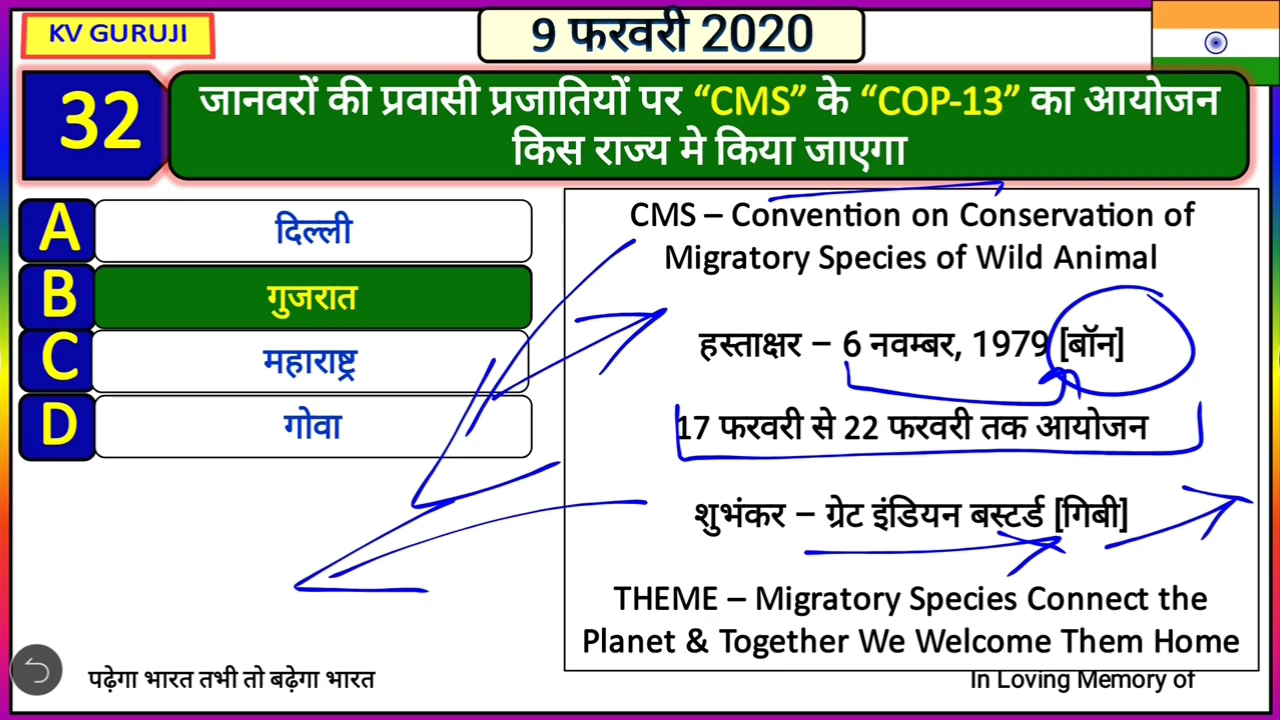 KV GURUJI
9 फरवरी 2020
32
जानवरों की प्रवासी प्रजातियों पर “CMS” के “COP-13” का आयोजन
किस राज्य मे किया जाएगा
A दिल्ली
B गुजरात
C महाराष्ट्र
D गोवा
CMS – Convention on Conservation of
Migratory Species of Wild Animal
हस्ताक्षर – 6 नवम्बर, 1979 [बॉन]
17 फरवरी से 22 फरवरी तक आयोजन
शुभंकर – ग्रेट इंडियन बस्टर्ड [गिबी]
THEME – Migratory Species Connect the
Planet & Together We Welcome Them Home
पढ़ेगा भारत तभी तो बढ़ेगा भारत
In Loving Memory of